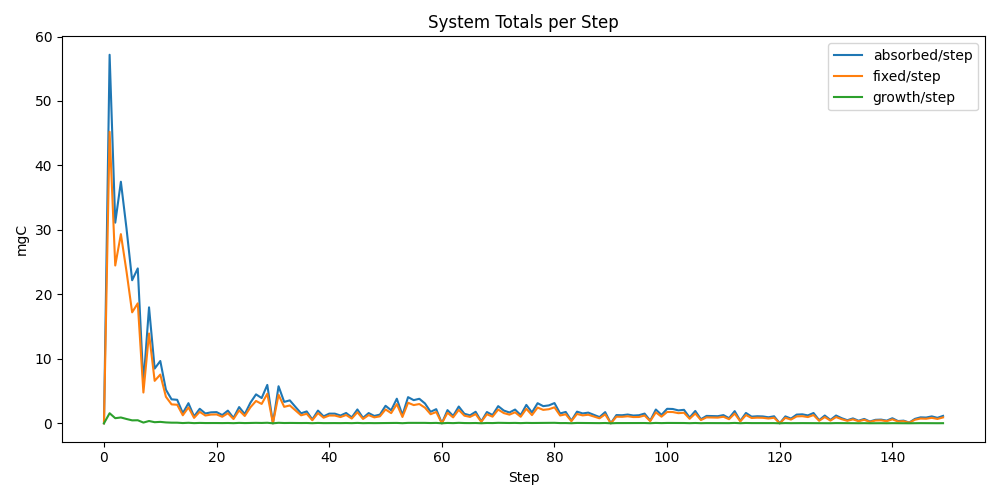 System Totals per Step
absorbed/step
fixed/step
growth/step
60
50
40
30
20
10
0
mgC
0 20 40 60 80 100 120 140
Step